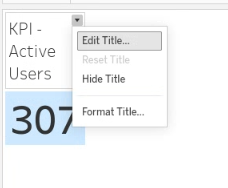 KPI -
Active
Users
307
Edit Title...
Reset Title
Hide Title
Format Title...